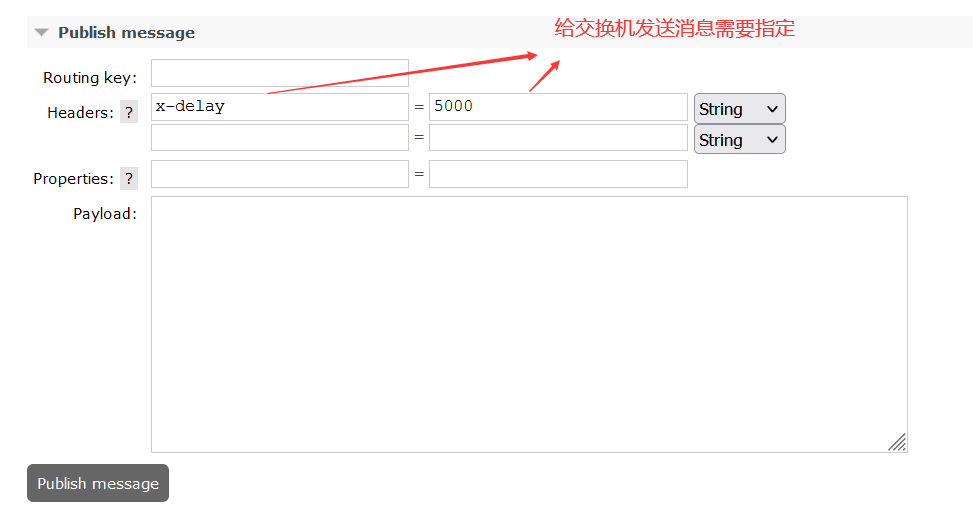 Publish message
给交换机发送消息需要指定
Routing key:
Headers: ? x-delay = 5000 String
= String
Properties: ? =
Payload:
Publish message